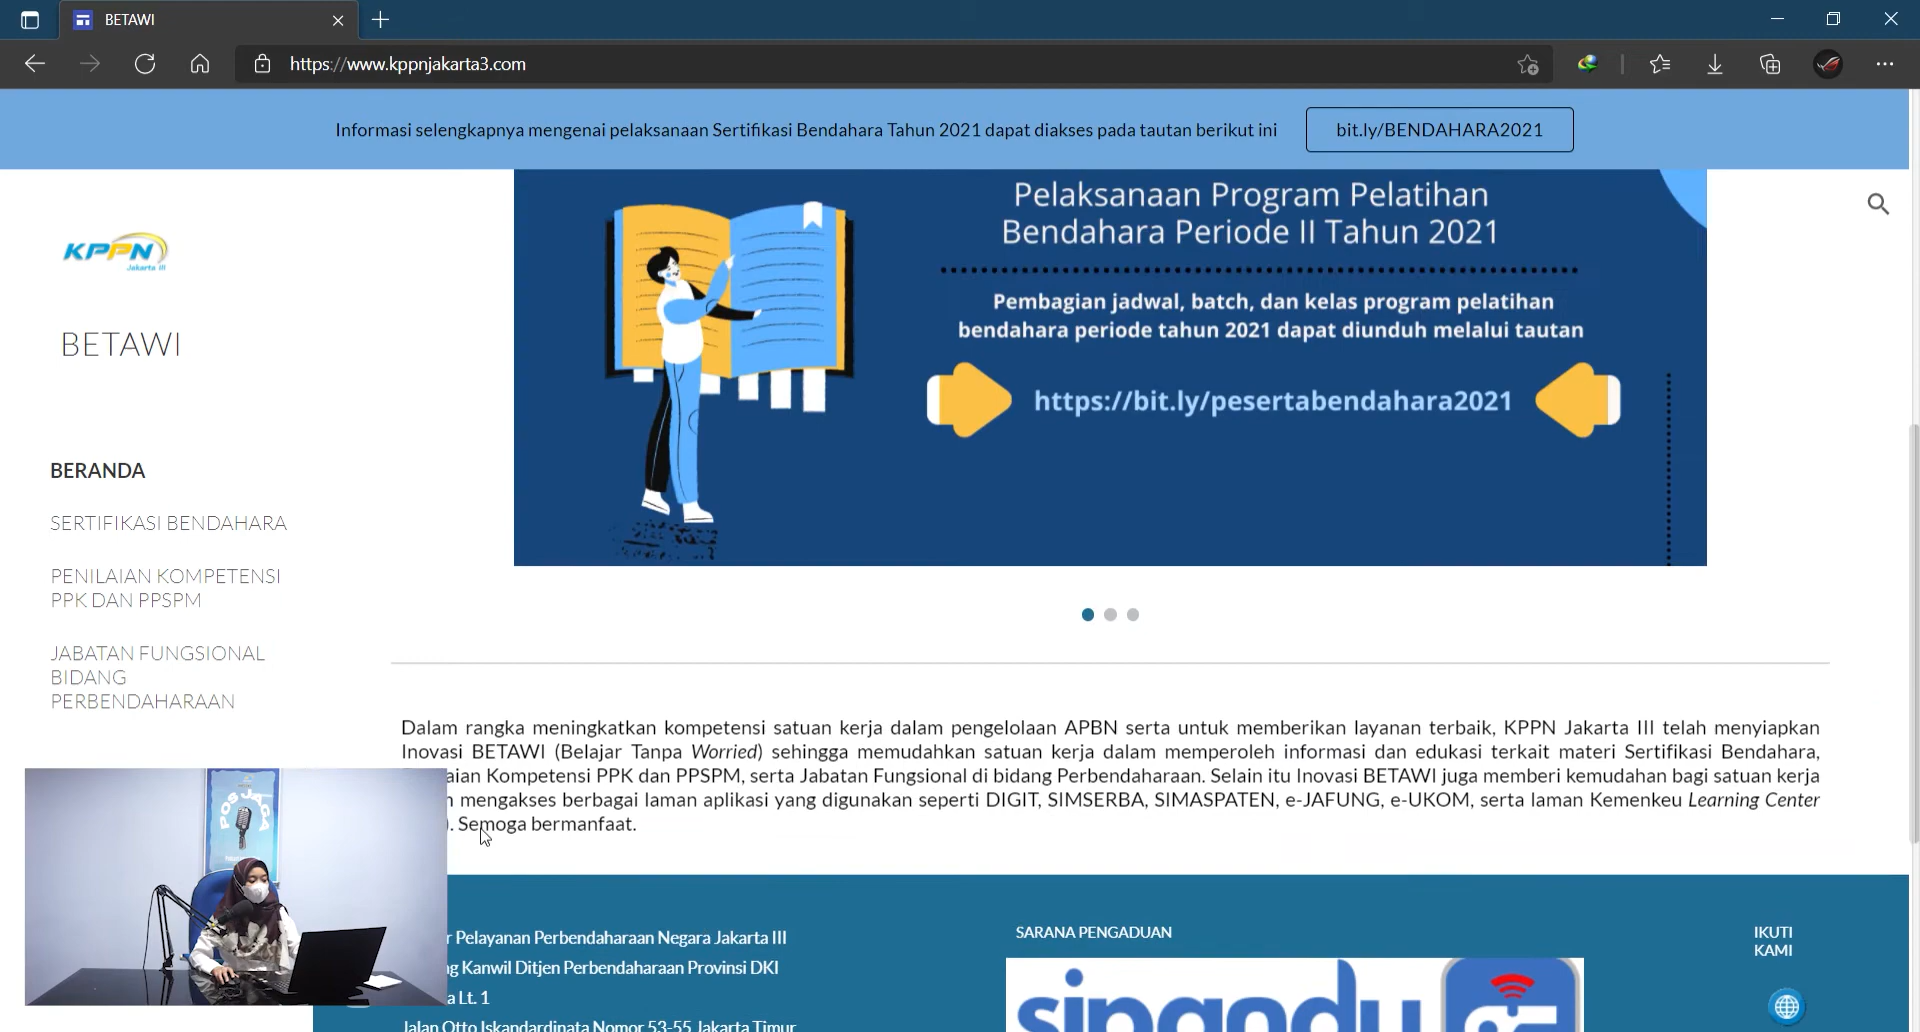 BETAWI
https://www.kppnjakarta3.com
Informasi selengkapnya mengenai pelaksanaan Sertifikasi Bendahara Tahun 2021 dapat diakses pada tautan berikut ini
bit.ly/BENDAHARA2021
KPPN
Jakarta III
BETAWI
BERANDA
SERTIFIKASI BENDAHARA
PENILAIAN KOMPETENSI
PPK DAN PPSPM
JABATAN FUNGSIONAL
BIDANG
PERBENDAHARAAN
Pelaksanaan Program Pelatihan
Bendahara Periode II Tahun 2021
Pembagian jadwal, batch, dan kelas program pelatihan
bendahara periode tahun 2021 dapat diunduh melalui tautan
https://bit.ly/pesertabendahara2021
Dalam rangka meningkatkan kompetensi satuan kerja dalam pengelolaan APBN serta untuk memberikan layanan terbaik, KPPN Jakarta III telah menyiapkan
Inovasi BETAWI (Belajar Tanpa Worried) sehingga memudahkan satuan kerja dalam memperoleh informasi dan edukasi terkait materi Sertifikasi Bendahara,
aian Kompetensi PPK dan PPSPM, serta Jabatan Fungsional di bidang Perbendaharaan. Selain itu Inovasi BETAWI juga memberi kemudahan bagi satuan kerja
mengakses berbagai laman aplikasi yang digunakan seperti DIGIT, SIMSERBA, SIMASPATEN, e-JAFUNG, e-UKOM, serta laman Kemenkeu Learning Center
). Semoga bermanfaat.
POS JAGA
r Pelayanan Perbendaharaan Negara Jakarta III
ng Kanwil Ditjen Perbendaharaan Provinsi DKI
a Lt. 1
Jalan Otto Iskandardinata Nomor 53-55 Jakarta Timur
SARANA PENGADUAN
sipandu
IKUTI
KAMI